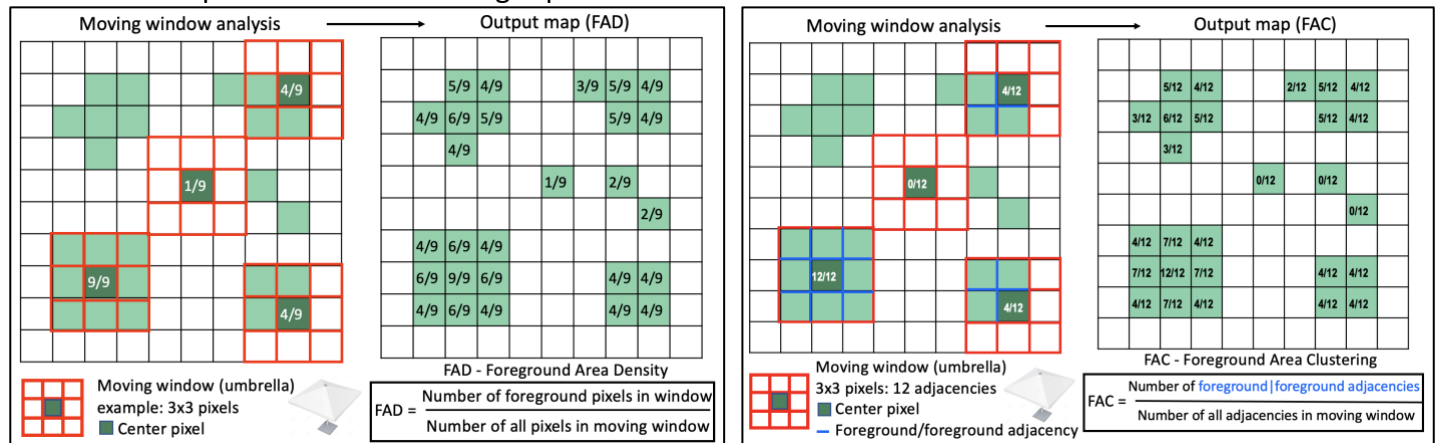 Moving window analysis
Output map (FAD)
4/9
1/9
9/9
4/9
5/9 4/9 3/9 5/9 4/9
4/9 6/9 5/9 5/9 4/9
4/9
1/9 2/9
2/9
4/9 6/9 4/9
6/9 9/9 6/9 4/9 4/9
4/9 6/9 4/9 4/9 4/9
Moving window (umbrella)
example: 3x3 pixels
Center pixel
FAD - Foreground Area Density
FAD = Number of foreground pixels in window
Number of all pixels in moving window
Moving window analysis
Output map (FAC)
4/12
0/12
12/12
4/12
5/12 4/12 2/12 5/12 4/12
3/12 6/12 5/12 5/12 4/12
3/12
0/12 0/12
0/12
4/12 7/12 4/12
7/12 12/12 7/12 4/12 4/12
4/12 7/12 4/12 4/12 4/12
Moving window (umbrella)
3x3 pixels: 12 adjacencies
Center pixel
Foreground/foreground adjacency
FAC - Foreground Area Clustering
FAC = Number of foreground|foreground adjacencies
Number of all adjacencies in moving window